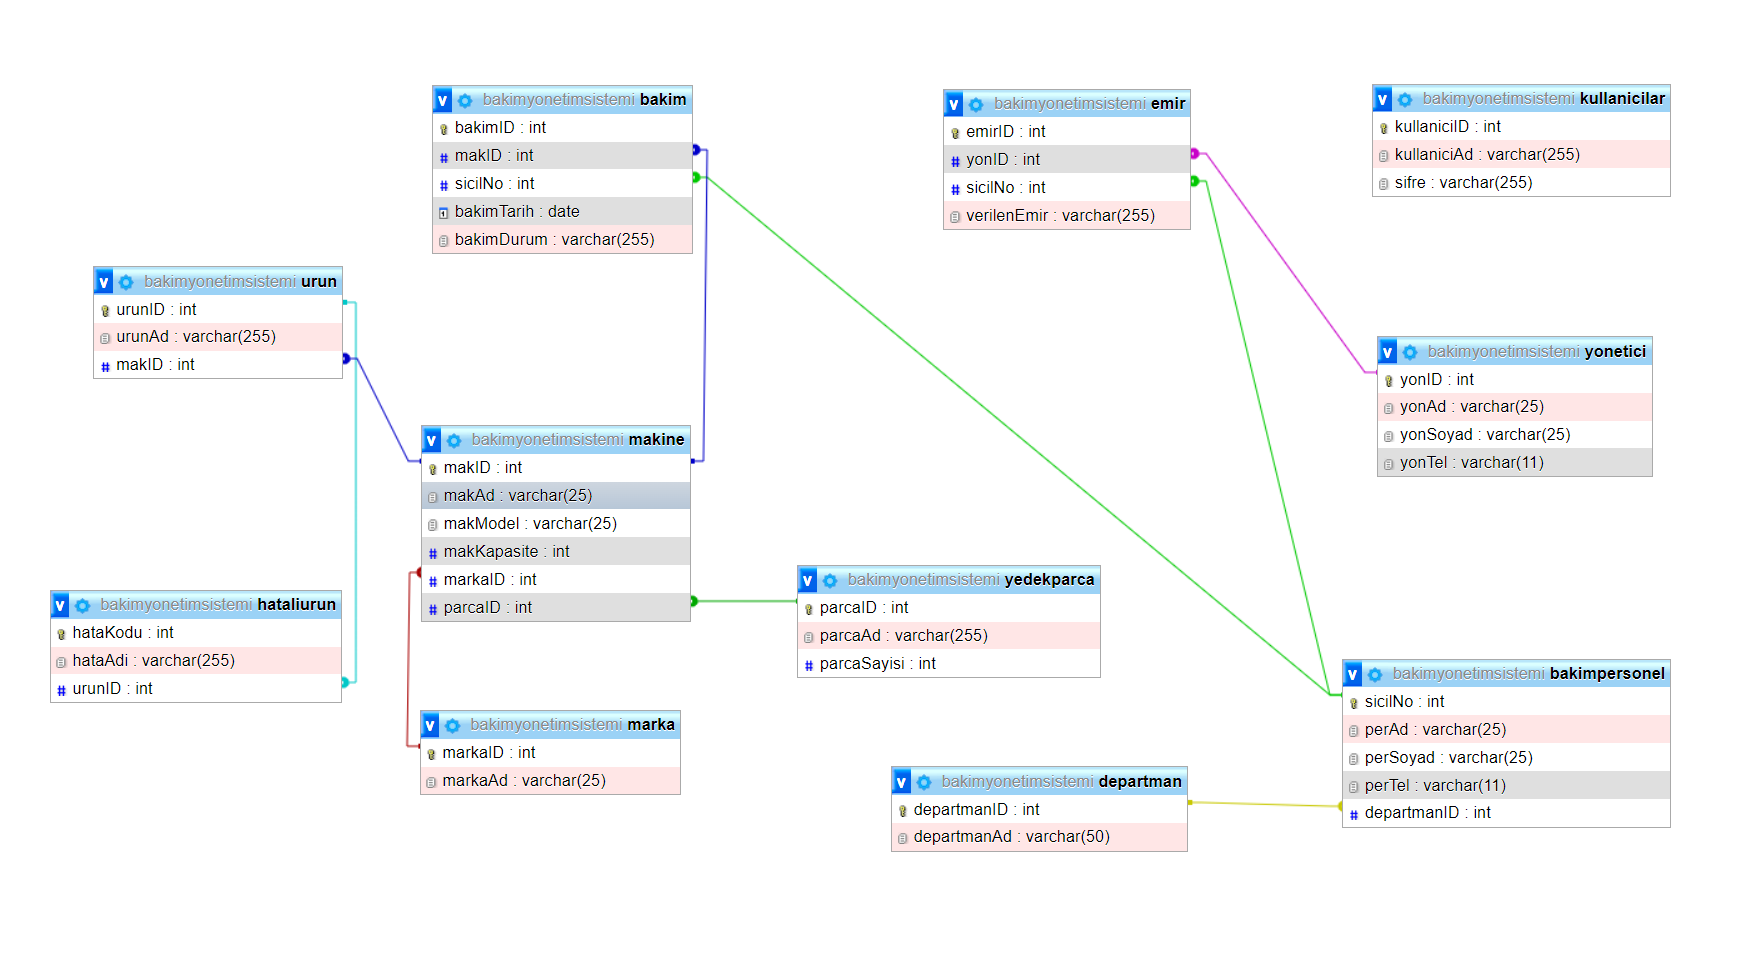 v bakimyonetimsistemi bakim
bakimID : int
makID : int
sicilNo : int
bakimTarih : date
bakimDurum : varchar(255)
v bakimyonetimsistemi emir
emirID : int
yonID : int
sicilNo : int
verilenEmir : varchar(255)
v bakimyonetimsistemi kullanicilar
kullaniciID : int
kullaniciAd : varchar(255)
sifre : varchar(255)
v bakimyonetimsistemi urun
urunID : int
urunAd : varchar(255)
makID : int
v bakimyonetimsistemi yonetici
yonID : int
yonAd : varchar(25)
yonSoyad : varchar(25)
yonTel : varchar(11)
v bakimyonetimsistemi makine
makID : int
makAd : varchar(25)
makModel : varchar(25)
makKapasite : int
markaID : int
parcaID : int
v bakimyonetimsistemi yedekparca
parcaID : int
parcaAd : varchar(255)
parcaSayisi : int
v bakimyonetimsistemi hataliurun
hataKodu : int
hataAdi : varchar(255)
urunID : int
v bakimyonetimsistemi bakimpersonel
sicilNo : int
perAd : varchar(25)
perSoyad : varchar(25)
perTel : varchar(11)
departmanID : int
v bakimyonetimsistemi marka
markaID : int
markaAd : varchar(25)
v bakimyonetimsistemi departman
departmanID : int
departmanAd : varchar(50)